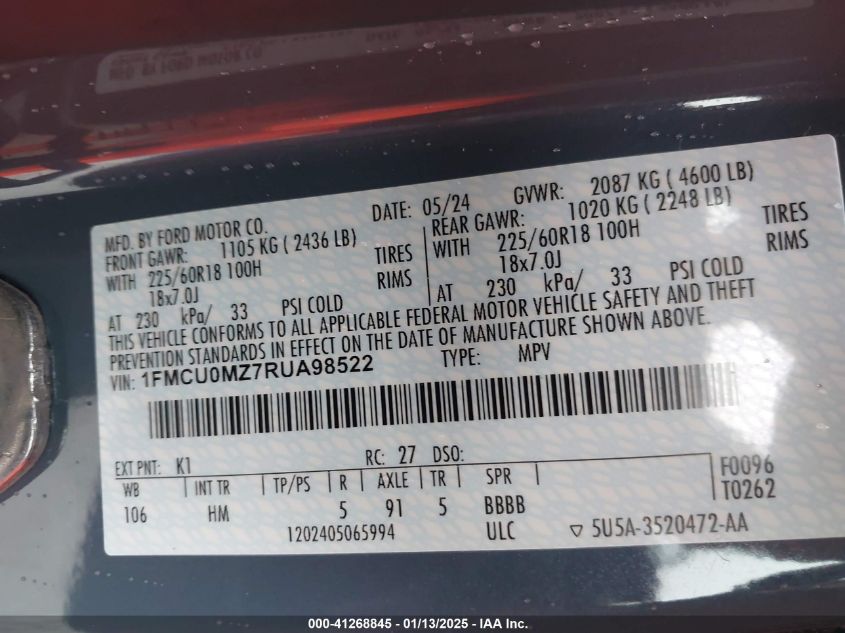 MFD. BY FORD MOTOR CO.
DATE: 05/24
GVWR: 2087 KG ( 4600 LB)
FRONT GAWR: 1105 KG ( 2436 LB)
WITH 225/60R18 100H TIRES
18x7.0J RIMS
AT 230 kPa/ 33 PSI COLD
REAR GAWR: 1020 KG ( 2248 LB)
WITH 225/60R18 100H TIRES
18x7.0J RIMS
AT 230 kPa/ 33 PSI COLD
THIS VEHICLE CONFORMS TO ALL APPLICABLE FEDERAL MOTOR VEHICLE SAFETY AND THEFT
PREVENTION STANDARDS IN EFFECT ON THE DATE OF MANUFACTURE SHOWN ABOVE.
VIN: 1FMCU0MZ7RUA98522 TYPE: MPV
EXT PNT: K1 RC: 27 DSO: F0096
WB INT TR TP/PS R AXLE TR SPR T0262
106 HM 5 91 5 BBBB
1202405065994 ULC ▽ 5U5A-3520472-AA
000-41268845 - 01/13/2025 - IAA Inc.